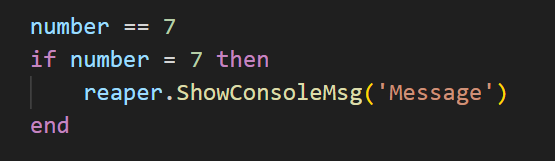 number == 7
if number = 7 then
    reaper.ShowConsoleMsg('Message')
end